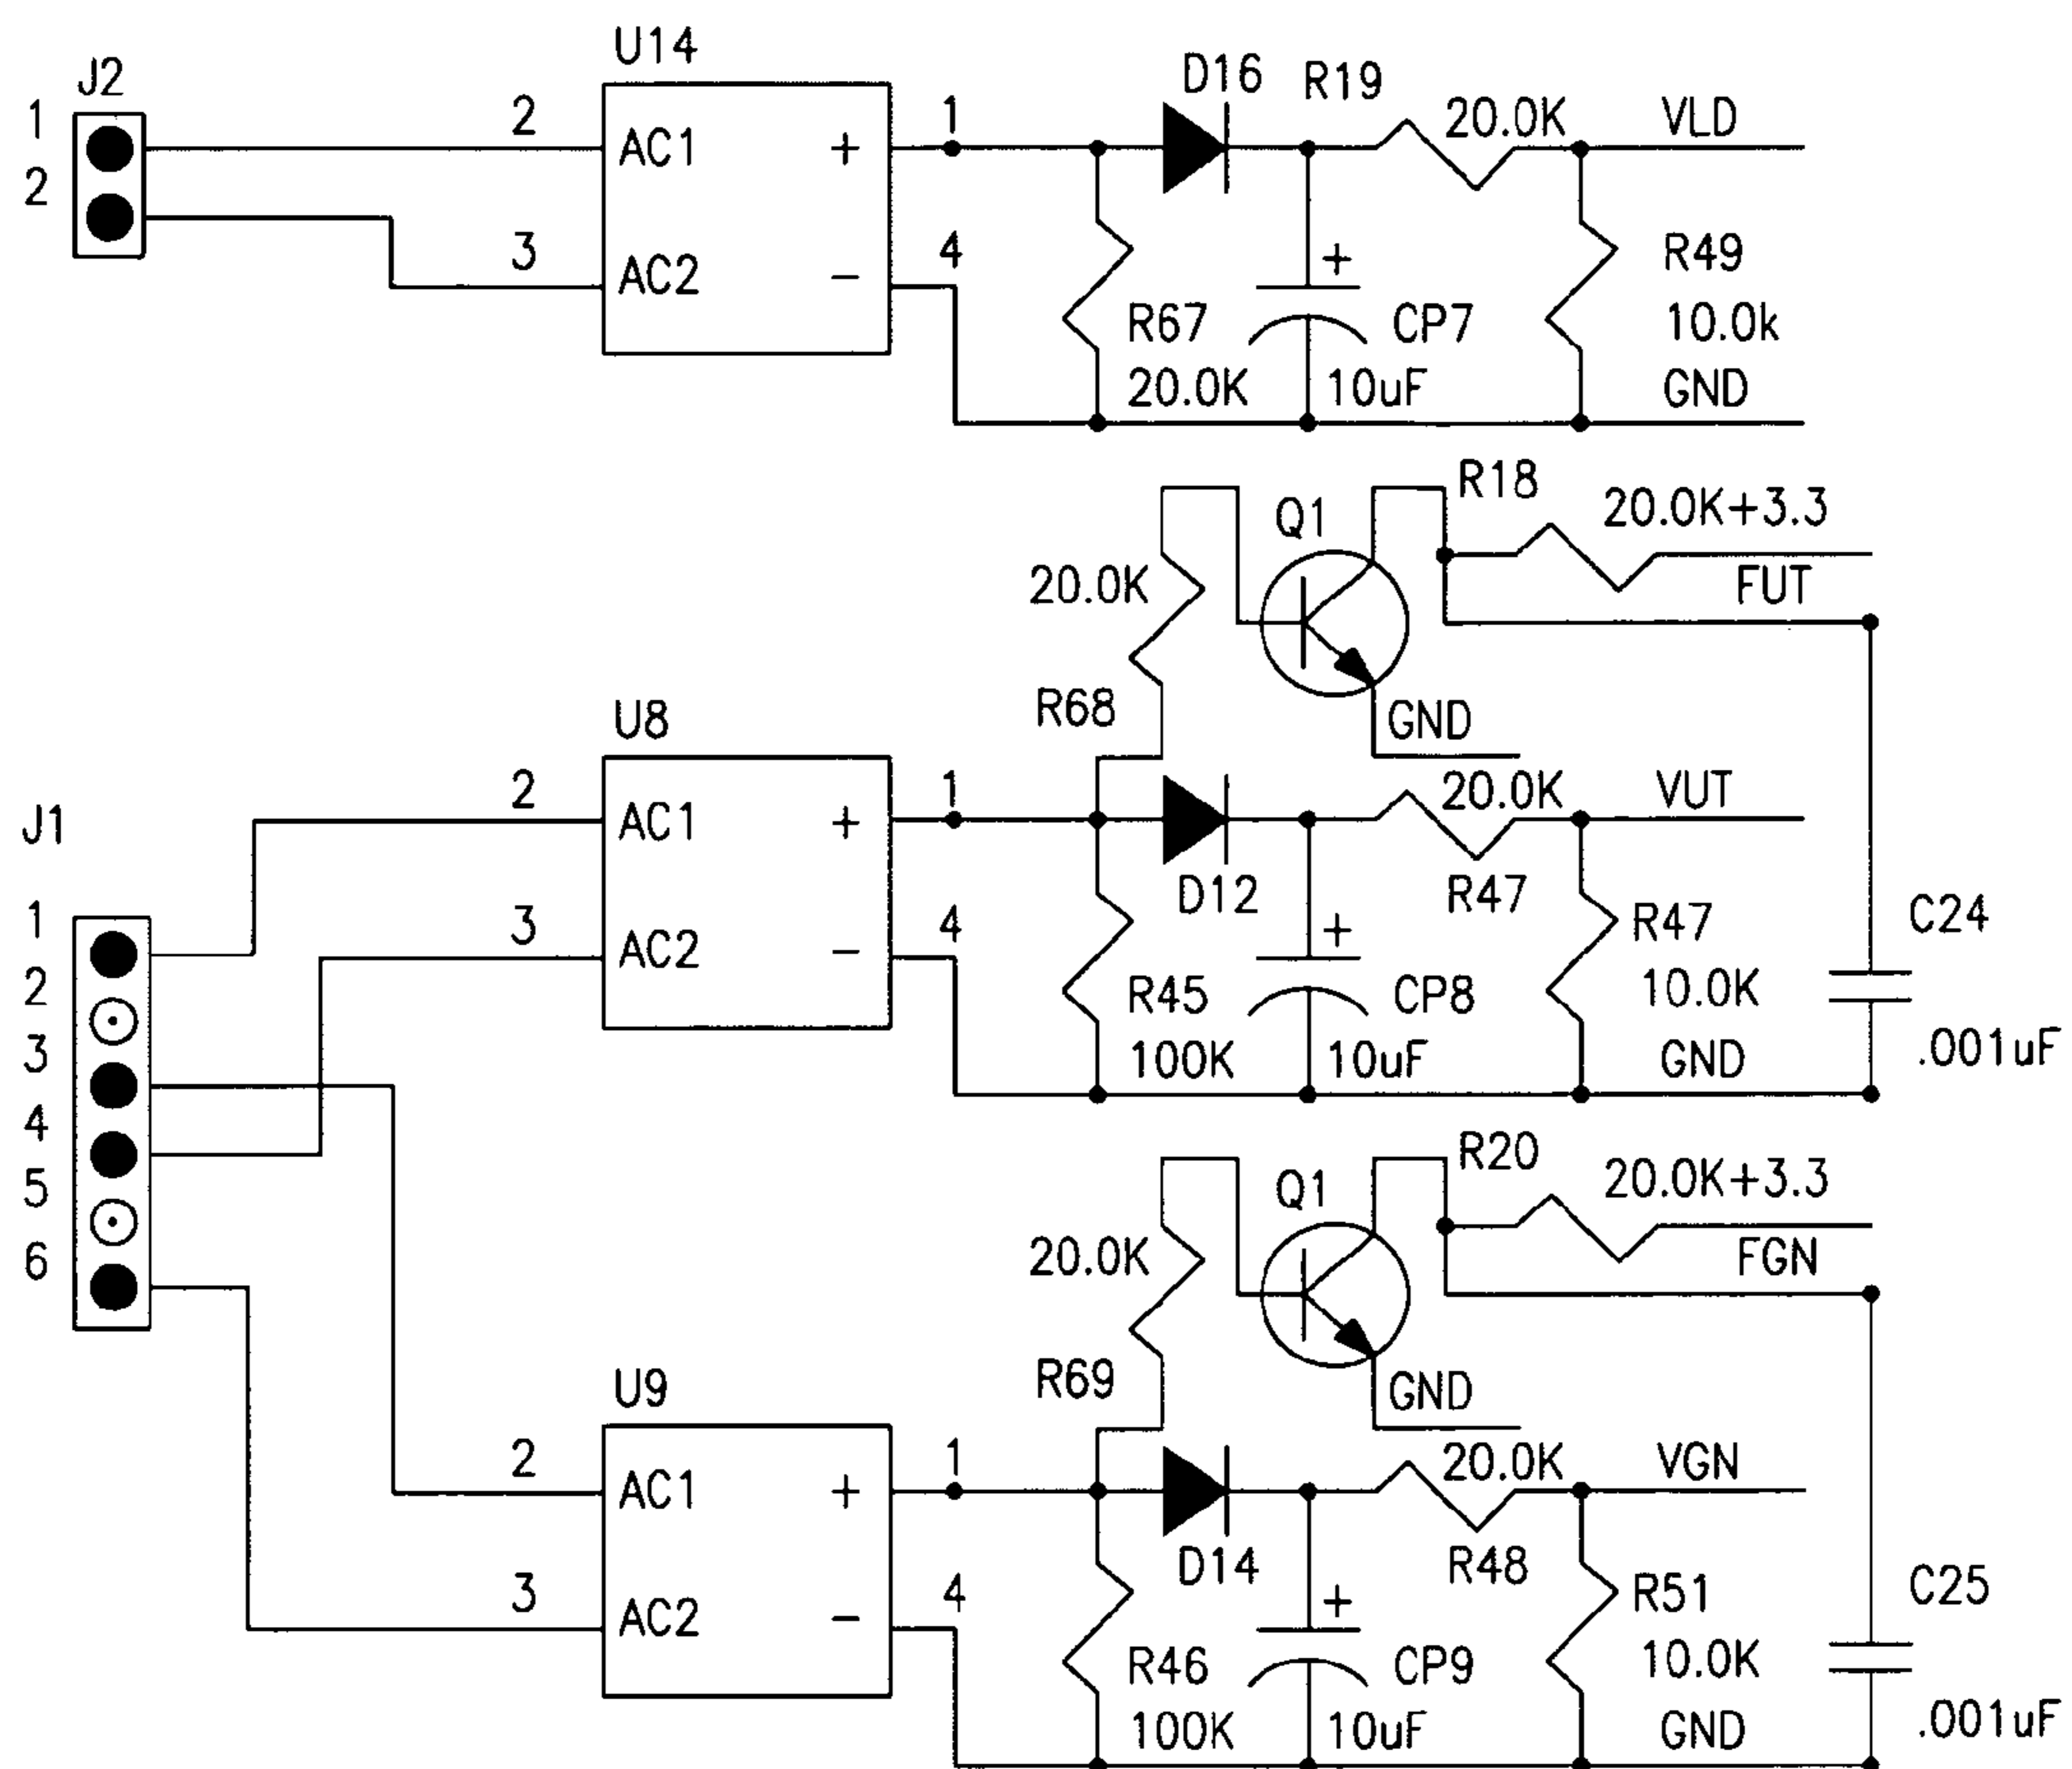 J2
1
2
U14
2
AC1
+
1
3
AC2
−
4
D16
R19
20.0K
VLD
R67
20.0K
+
CP7
10uF
R49
10.0k
GND
R18
20.0K+3.3
FUT
Q1
20.0K
R68
GND
J1
1
2
3
4
5
6
U8
2
AC1
+
1
3
AC2
−
4
20.0K
VUT
D12
R47
R45
100K
+
CP8
10uF
R47
10.0K
GND
C24
.001uF
R20
20.0K+3.3
FGN
Q1
20.0K
R69
GND
U9
2
AC1
+
1
3
AC2
−
4
20.0K
VGN
D14
R48
R46
100K
+
CP9
10uF
R51
10.0K
GND
C25
.001uF